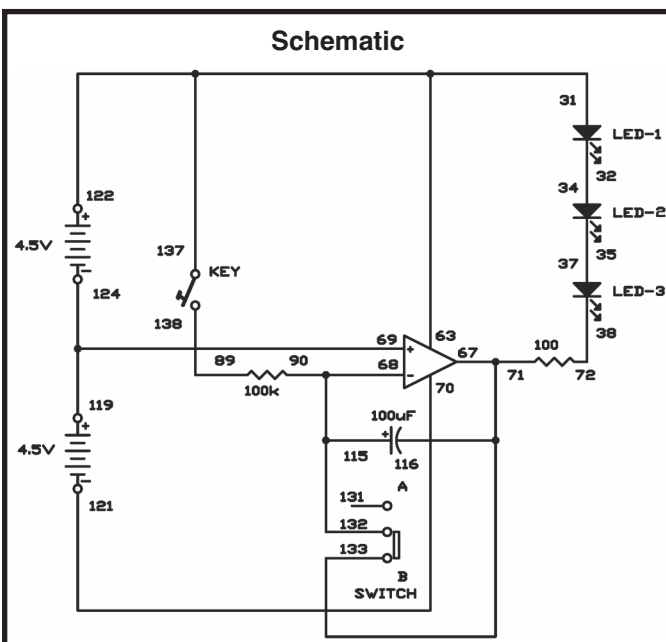 Schematic
31
LED-1
32
122
+
34
4.5V
137
LED-2
KEY
35
124
37
138
69
63
LED-3
+
67
38
89
90
68
100
-
71
72
119
100k
70
+
100uF
4.5V
+
115
116
121
131
A
132
133
B
SWITCH